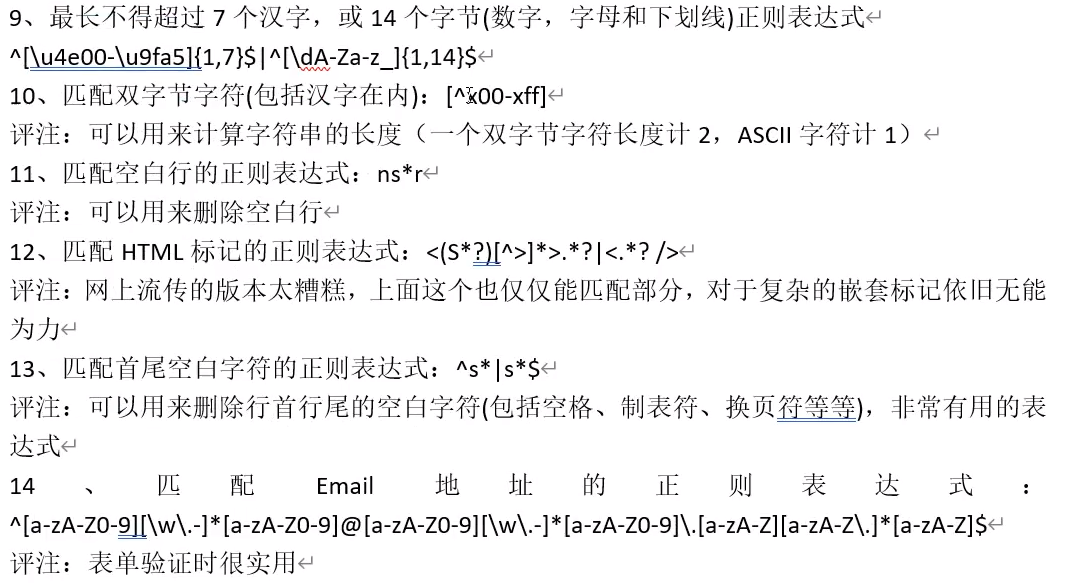 9、最长不得超过 7 个汉字，或 14 个字节(数字，字母和下划线)正则表达式
^[\u4e00-\u9fa5]{1,7}$|^[\dA-Za-z_]{1,14}$
10、匹配双字节字符(包括汉字在内)：[^x00-xff]
评注：可以用来计算字符串的长度（一个双字节字符长度计 2，ASCII 字符计 1）
11、匹配空白行的正则表达式：ns*r
评注：可以用来删除空白行
12、匹配 HTML 标记的正则表达式：<(S*?)[^>]*>.*?|<.*? />
评注：网上流传的版本太糟糕，上面这个也仅仅能匹配部分，对于复杂的嵌套标记依旧无能
为力
13、匹配首尾空白字符的正则表达式：^s*|s*$
评注：可以用来删除行首行尾的空白字符(包括空格、制表符、换页符等等)，非常有用的表
达式
14、匹配 Email 地址的正则表达式：
^[a-zA-Z0-9][\w\.-]*[a-zA-Z0-9]@[a-zA-Z0-9][\w\.-]*[a-zA-Z0-9]\.[a-zA-Z][a-zA-Z\.]*[a-zA-Z]$
评注：表单验证时很实用